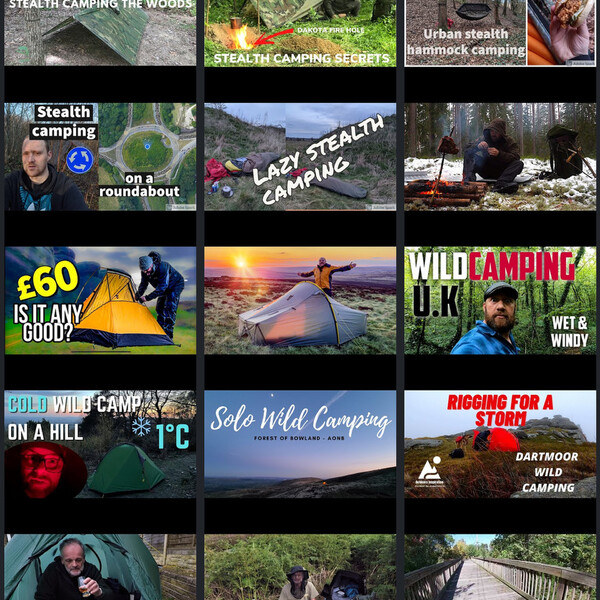 STEALTH CAMPING THE WOODS
DAKOTA FIRE HOLE
STEALTH CAMPING SECRETS
Urban stealth
hammock camping
Stealth
camping
on a
roundabout
LAZY STEALTH
CAMPING
£60
IS IT ANY
GOOD?
WILDCAMPING
U.K
WET &
WINDY
COLD WILD CAMP
ON A HILL
1°C
Solo Wild Camping
FOREST OF BOWLAND - AONB
RIGGING FOR A
STORM
DARTMOOR
WILD
CAMPING